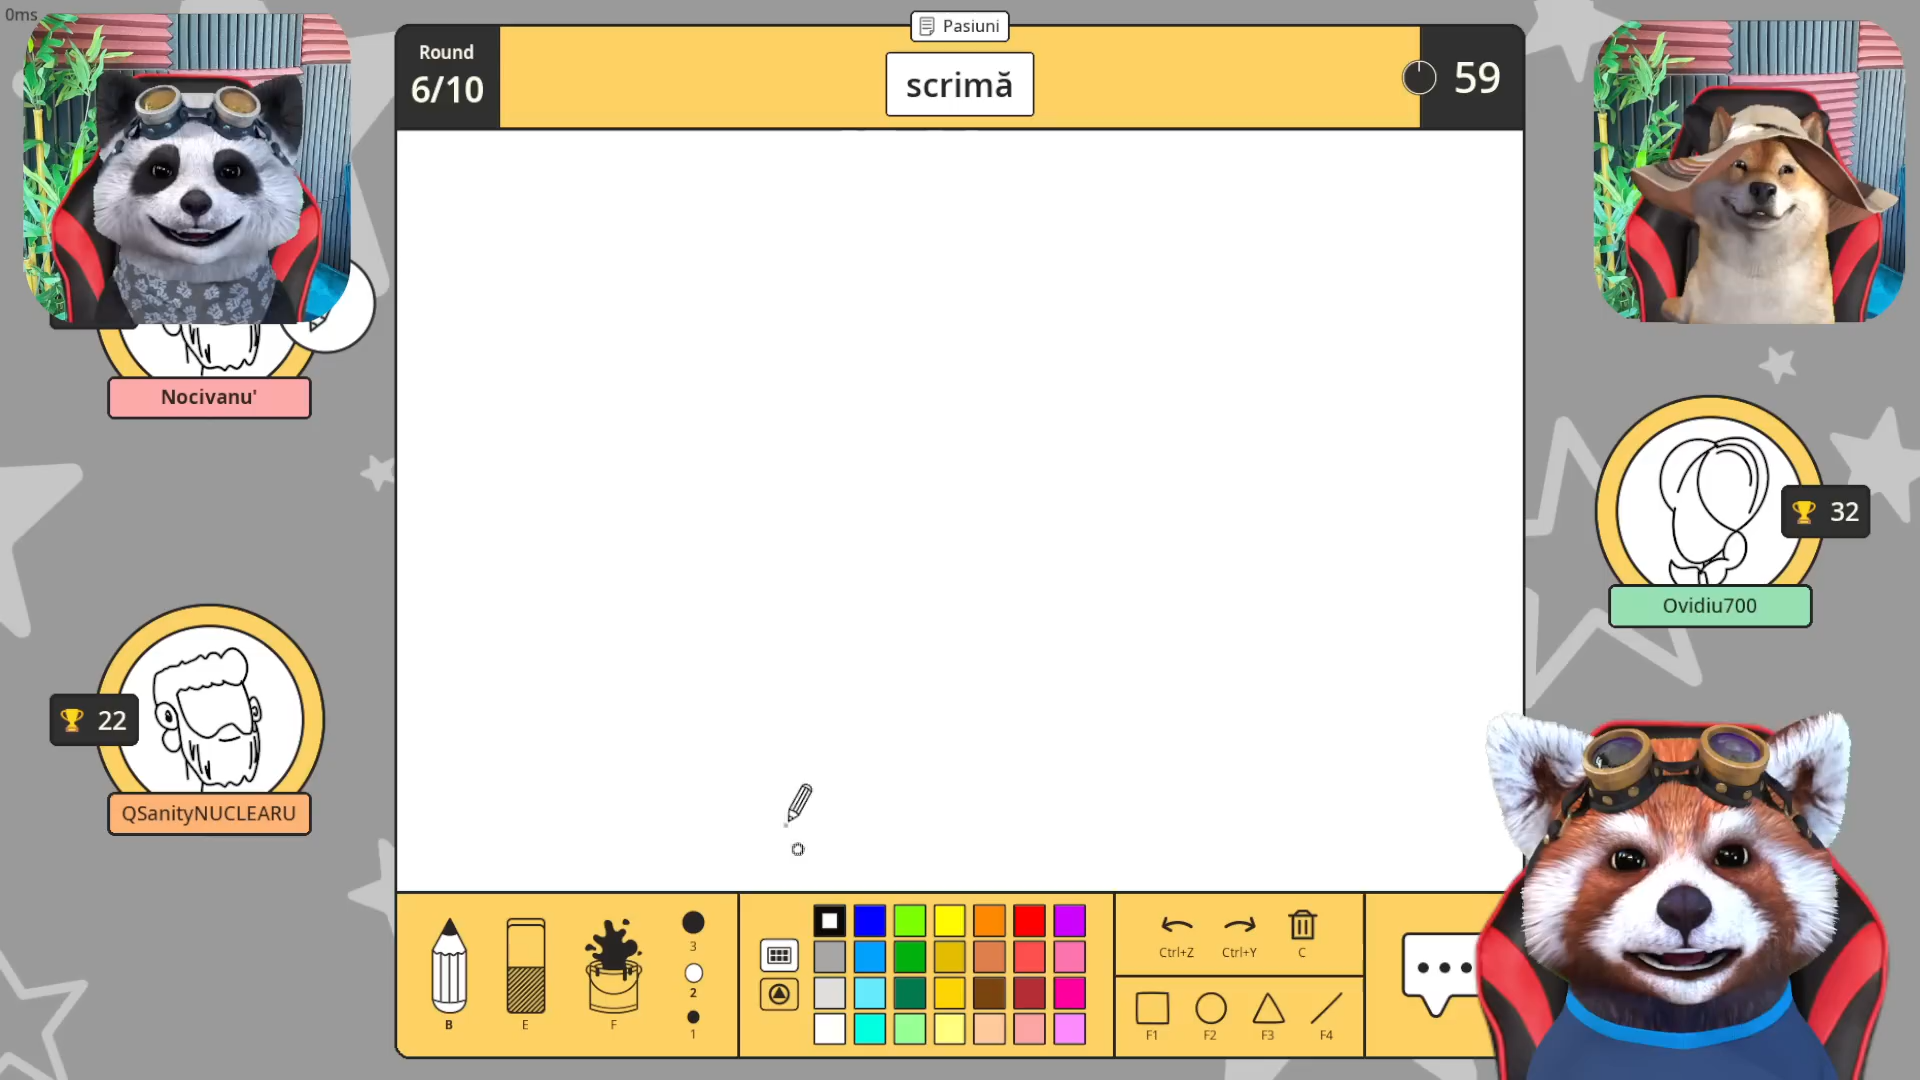 0ms
Pasiuni
Round
6/10
scrimă
59
Nocivanu'
32
Ovidiu700
22
QSanityNUCLEARU
3
2
1
B
E
F
Ctrl+Z
Ctrl+Y
C
F1
F2
F3
F4